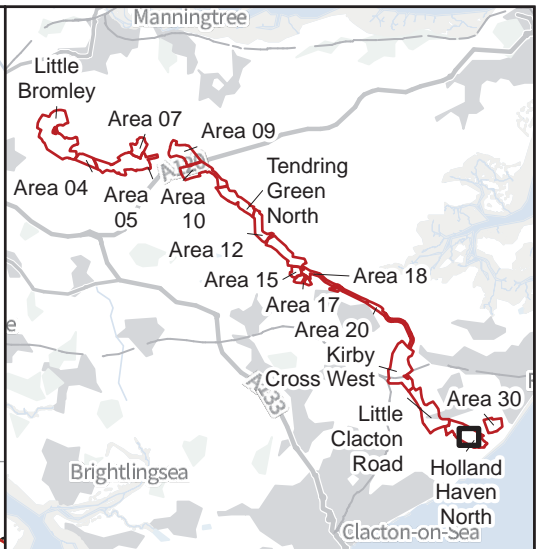 Manningtree
Little
Bromley
Area 07
Area 09
A120
Tendring
Green
North
Area 04
Area
05
Area
10
Area 12
Area 15
Area 18
Area 17
Area 20
Kirby
Cross West
A133
Area 30
Little
Clacton
Road
Holland
Haven
North
Brightlingsea
Clacton-on-Sea